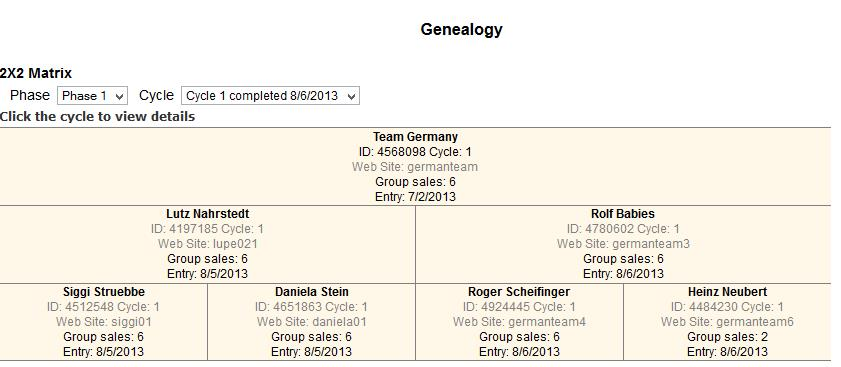 Genealogy
2X2 Matrix
Phase Phase 1 Cycle Cycle 1 completed 8/6/2013
Click the cycle to view details
Team Germany
ID: 4568098 Cycle: 1
Web Site: germanteam
Group sales: 6
Entry: 7/2/2013
Lutz Nahrstedt
ID: 4197185 Cycle: 1
Web Site: lupe021
Group sales: 6
Entry: 8/5/2013
Rolf Babies
ID: 4780602 Cycle: 1
Web Site: germanteam3
Group sales: 6
Entry: 8/6/2013
Siggi Struebbe
ID: 4512548 Cycle: 1
Web Site: siggi01
Group sales: 6
Entry: 8/5/2013
Daniela Stein
ID: 4651863 Cycle: 1
Web Site: daniela01
Group sales: 6
Entry: 8/5/2013
Roger Scheifinger
ID: 4924445 Cycle: 1
Web Site: germanteam4
Group sales: 6
Entry: 8/6/2013
Heinz Neubert
ID: 4484230 Cycle: 1
Web Site: germanteam6
Group sales: 2
Entry: 8/6/2013